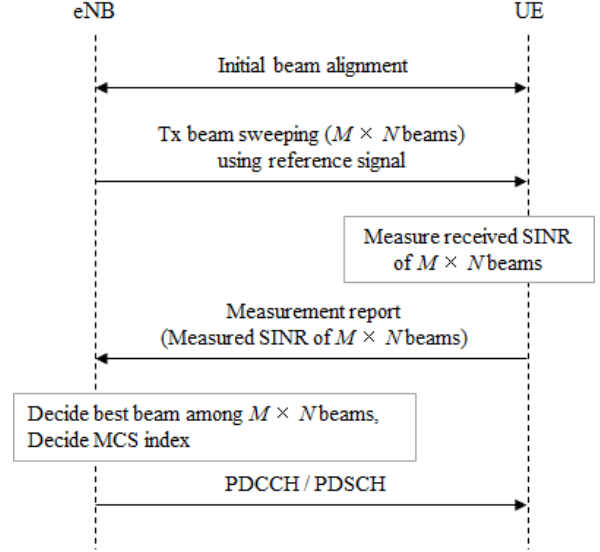 eNB
UE
Initial beam alignment
Tx beam sweeping (M × N beams)
using reference signal
Measure received SINR
of M × N beams
Measurement report
(Measured SINR of M × N beams)
Decide best beam among M × N beams,
Decide MCS index
PDCCH / PDSCH